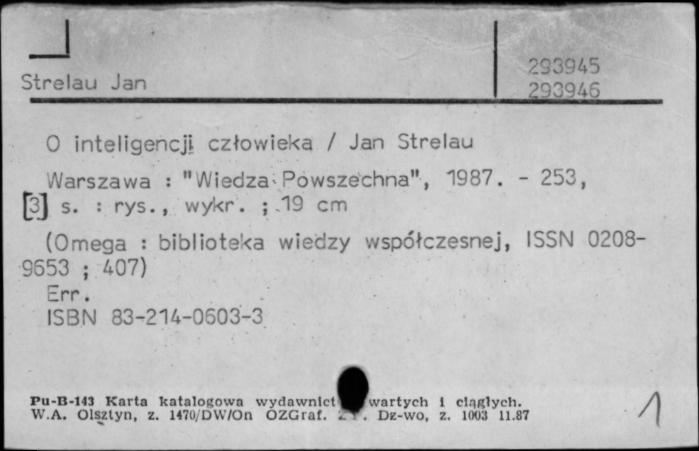 293945
Strelau Jan
293946
O inteligencji człowieka / Jan Strelau
Warszawa : "Wiedza Powszechna", 1987. - 253,
[3] s. : rys., wykr. ; 19 cm
(Omega : biblioteka wiedzy współczesnej, ISSN 0208-
9653 ; 407)
Err.
ISBN 83-214-0603-3
Pu-B-143 Karta katalogowa wydawnict wartych i ciągłych.
W.A. Olsztyn, z. 1470/DW/On OZGraf. Dz-wo, z. 1003 11.87
1